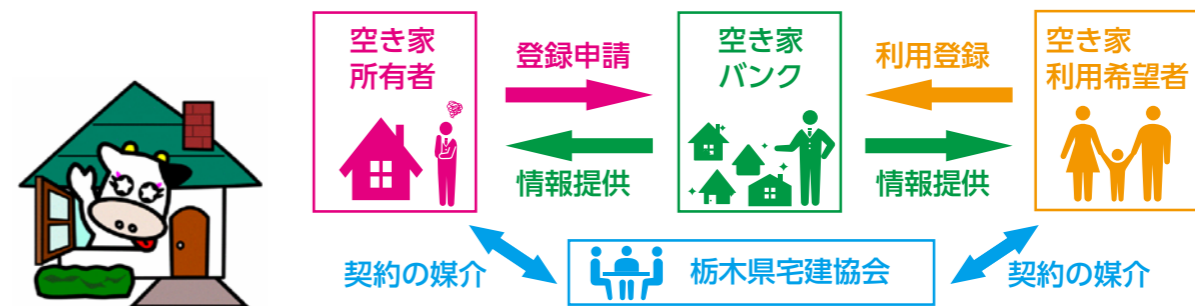 空き家
所有者
登録申請
情報提供
空き家
バンク
利用登録
情報提供
空き家
利用希望者
契約の媒介
栃木県宅建協会
契約の媒介